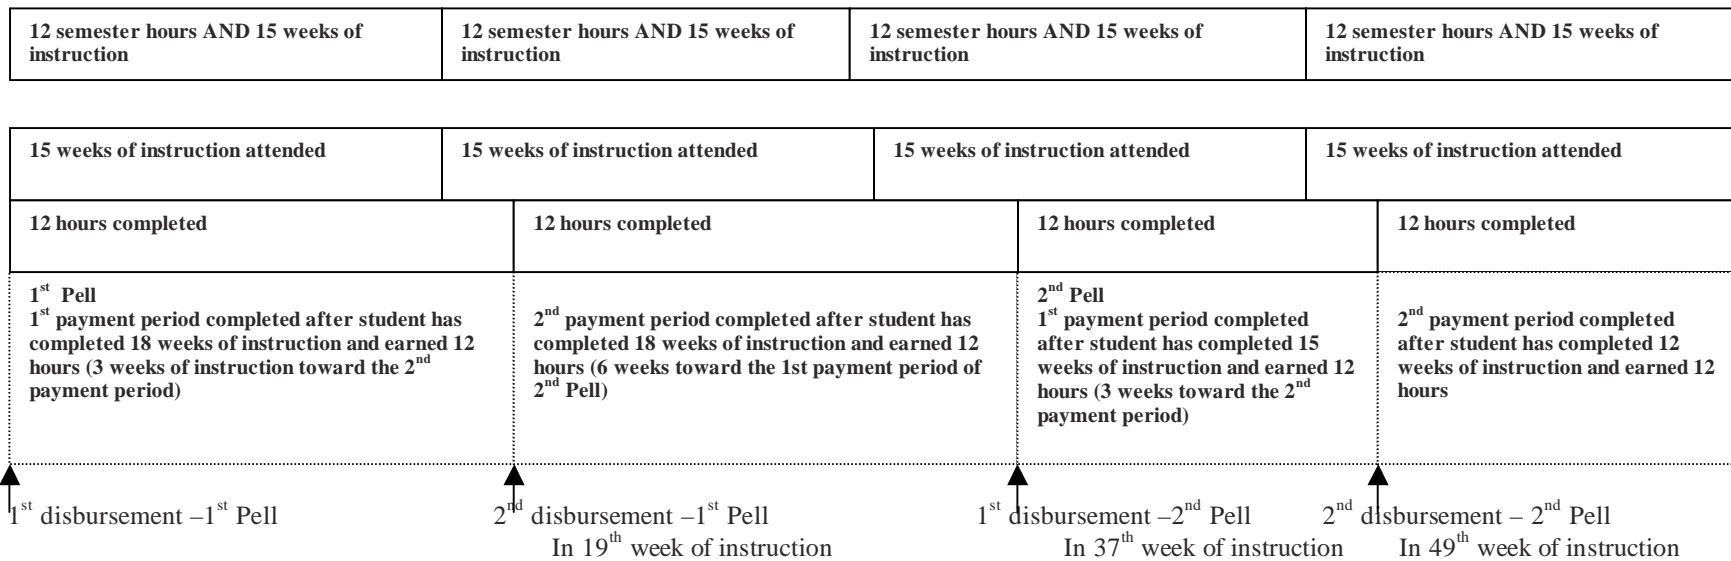 12 semester hours AND 15 weeks of
instruction
12 semester hours AND 15 weeks of
instruction
12 semester hours AND 15 weeks of
instruction
12 semester hours AND 15 weeks of
instruction
15 weeks of instruction attended
15 weeks of instruction attended
15 weeks of instruction attended
15 weeks of instruction attended
12 hours completed
12 hours completed
12 hours completed
12 hours completed
1st Pell
1st payment period completed after student has
completed 18 weeks of instruction and earned 12
hours (3 weeks of instruction toward the 2nd
payment period)
2nd payment period completed after student has
completed 18 weeks of instruction and earned 12
hours (6 weeks toward the 1st payment period of
2nd Pell)
2nd Pell
1st payment period completed
after student has completed 15
weeks of instruction and earned 12
hours (3 weeks toward the 2nd
payment period)
2nd payment period completed
after student has completed 12
weeks of instruction and earned 12
hours
1st disbursement –1st Pell
2nd disbursement –1st Pell
In 19th week of instruction
1st disbursement –2nd Pell
In 37th week of instruction
2nd disbursement – 2nd Pell
In 49th week of instruction